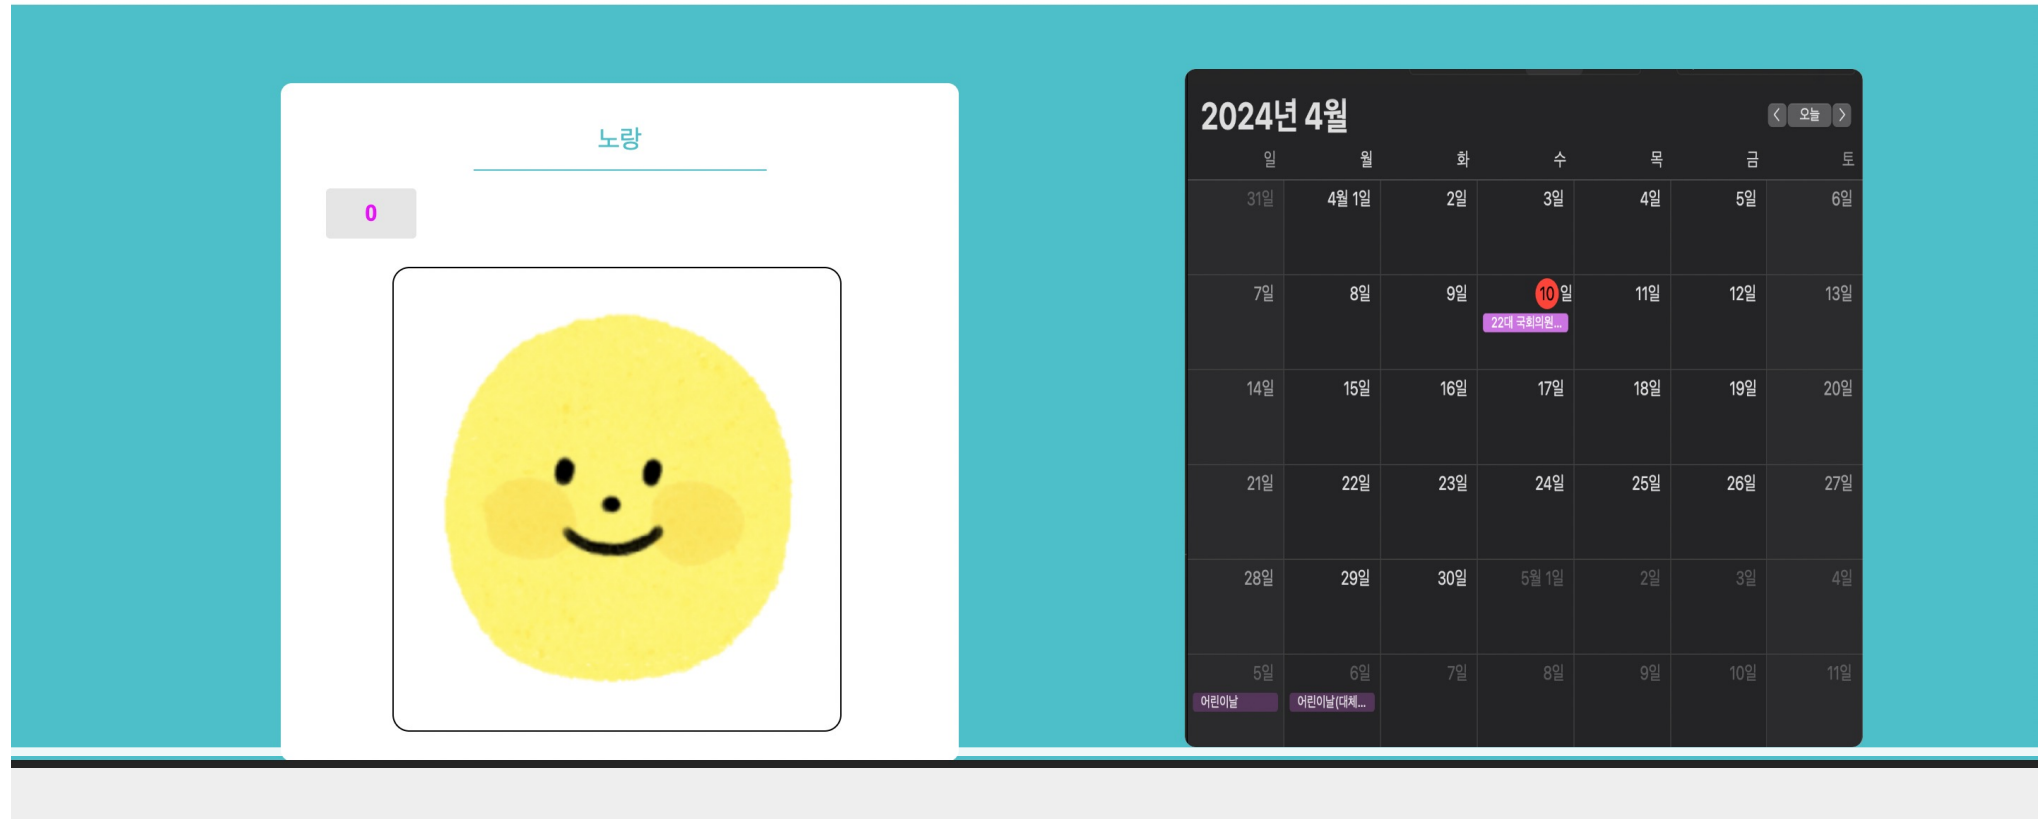 노랑
0
2024년 4월
< 오늘 >
일 월 화 수 목 금 토
31일 4월 1일 2일 3일 4일 5일 6일
7일 8일 9일 10일 11일 12일 13일
22대 국회의원...
14일 15일 16일 17일 18일 19일 20일
21일 22일 23일 24일 25일 26일 27일
28일 29일 30일 5월 1일 2일 3일 4일
5일 6일 7일 8일 9일 10일 11일
어린이날 어린이날(대체...